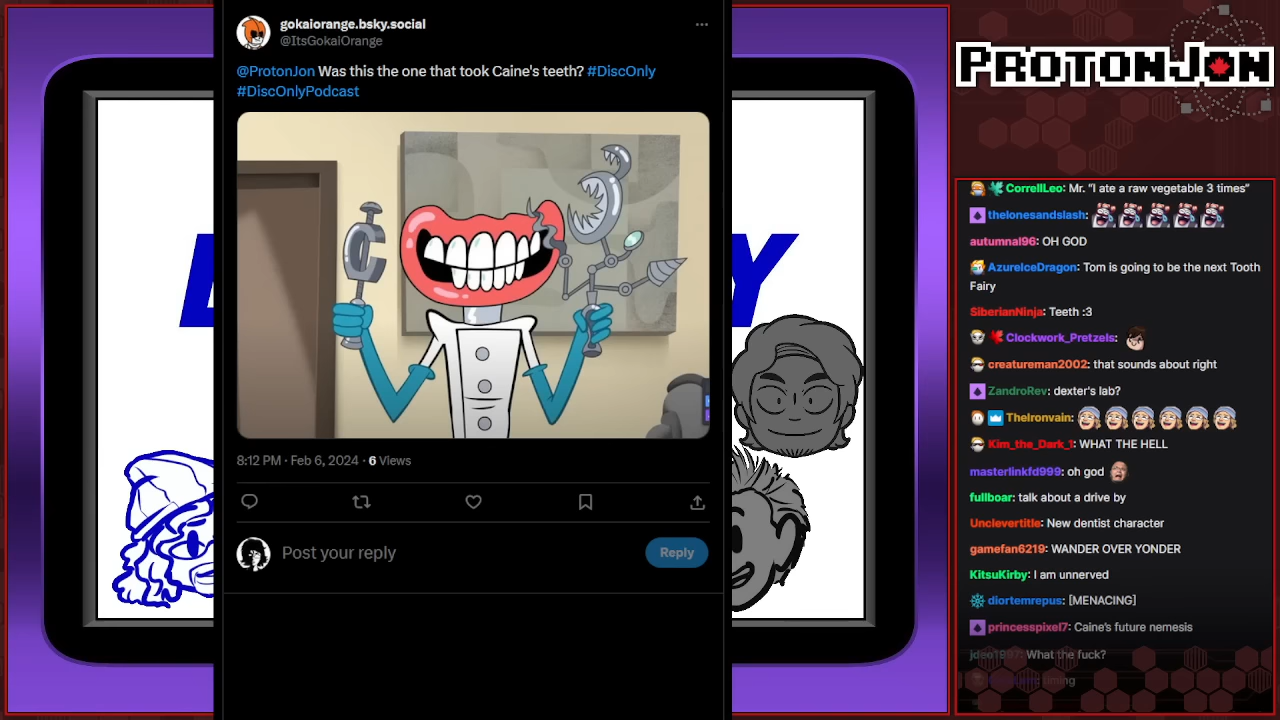 gokaiorange.bsky.social
@ItsGokaiOrange
@ProtonJon Was this the one that took Caine's teeth? #DiscOnly
#DiscOnlyPodcast
8:12 PM · Feb 6, 2024 · 6 Views
Post your reply
Reply
PROTONJON
CorrellLeo: Mr. "I ate a raw vegetable 3 times"
thelonesandslash:
autumnal96: OH GOD
AzureIceDragon: Tom is going to be the next Tooth
Fairy
SiberianNinja: Teeth :3
Clockwork_Pretzels:
creatureman2002: that sounds about right
ZandroRev: dexter's lab?
TheIronvain:
Kim_the_Dark_1: WHAT THE HELL
masterlinkfd999: oh god
fullboar: talk about a drive by
Unclevertitle: New dentist character
gamefan6219: WANDER OVER YONDER
KitsuKirby: I am unnerved
diortemrepus: [MENACING]
princesspixel7: Caine's future nemesis
What the fuck?